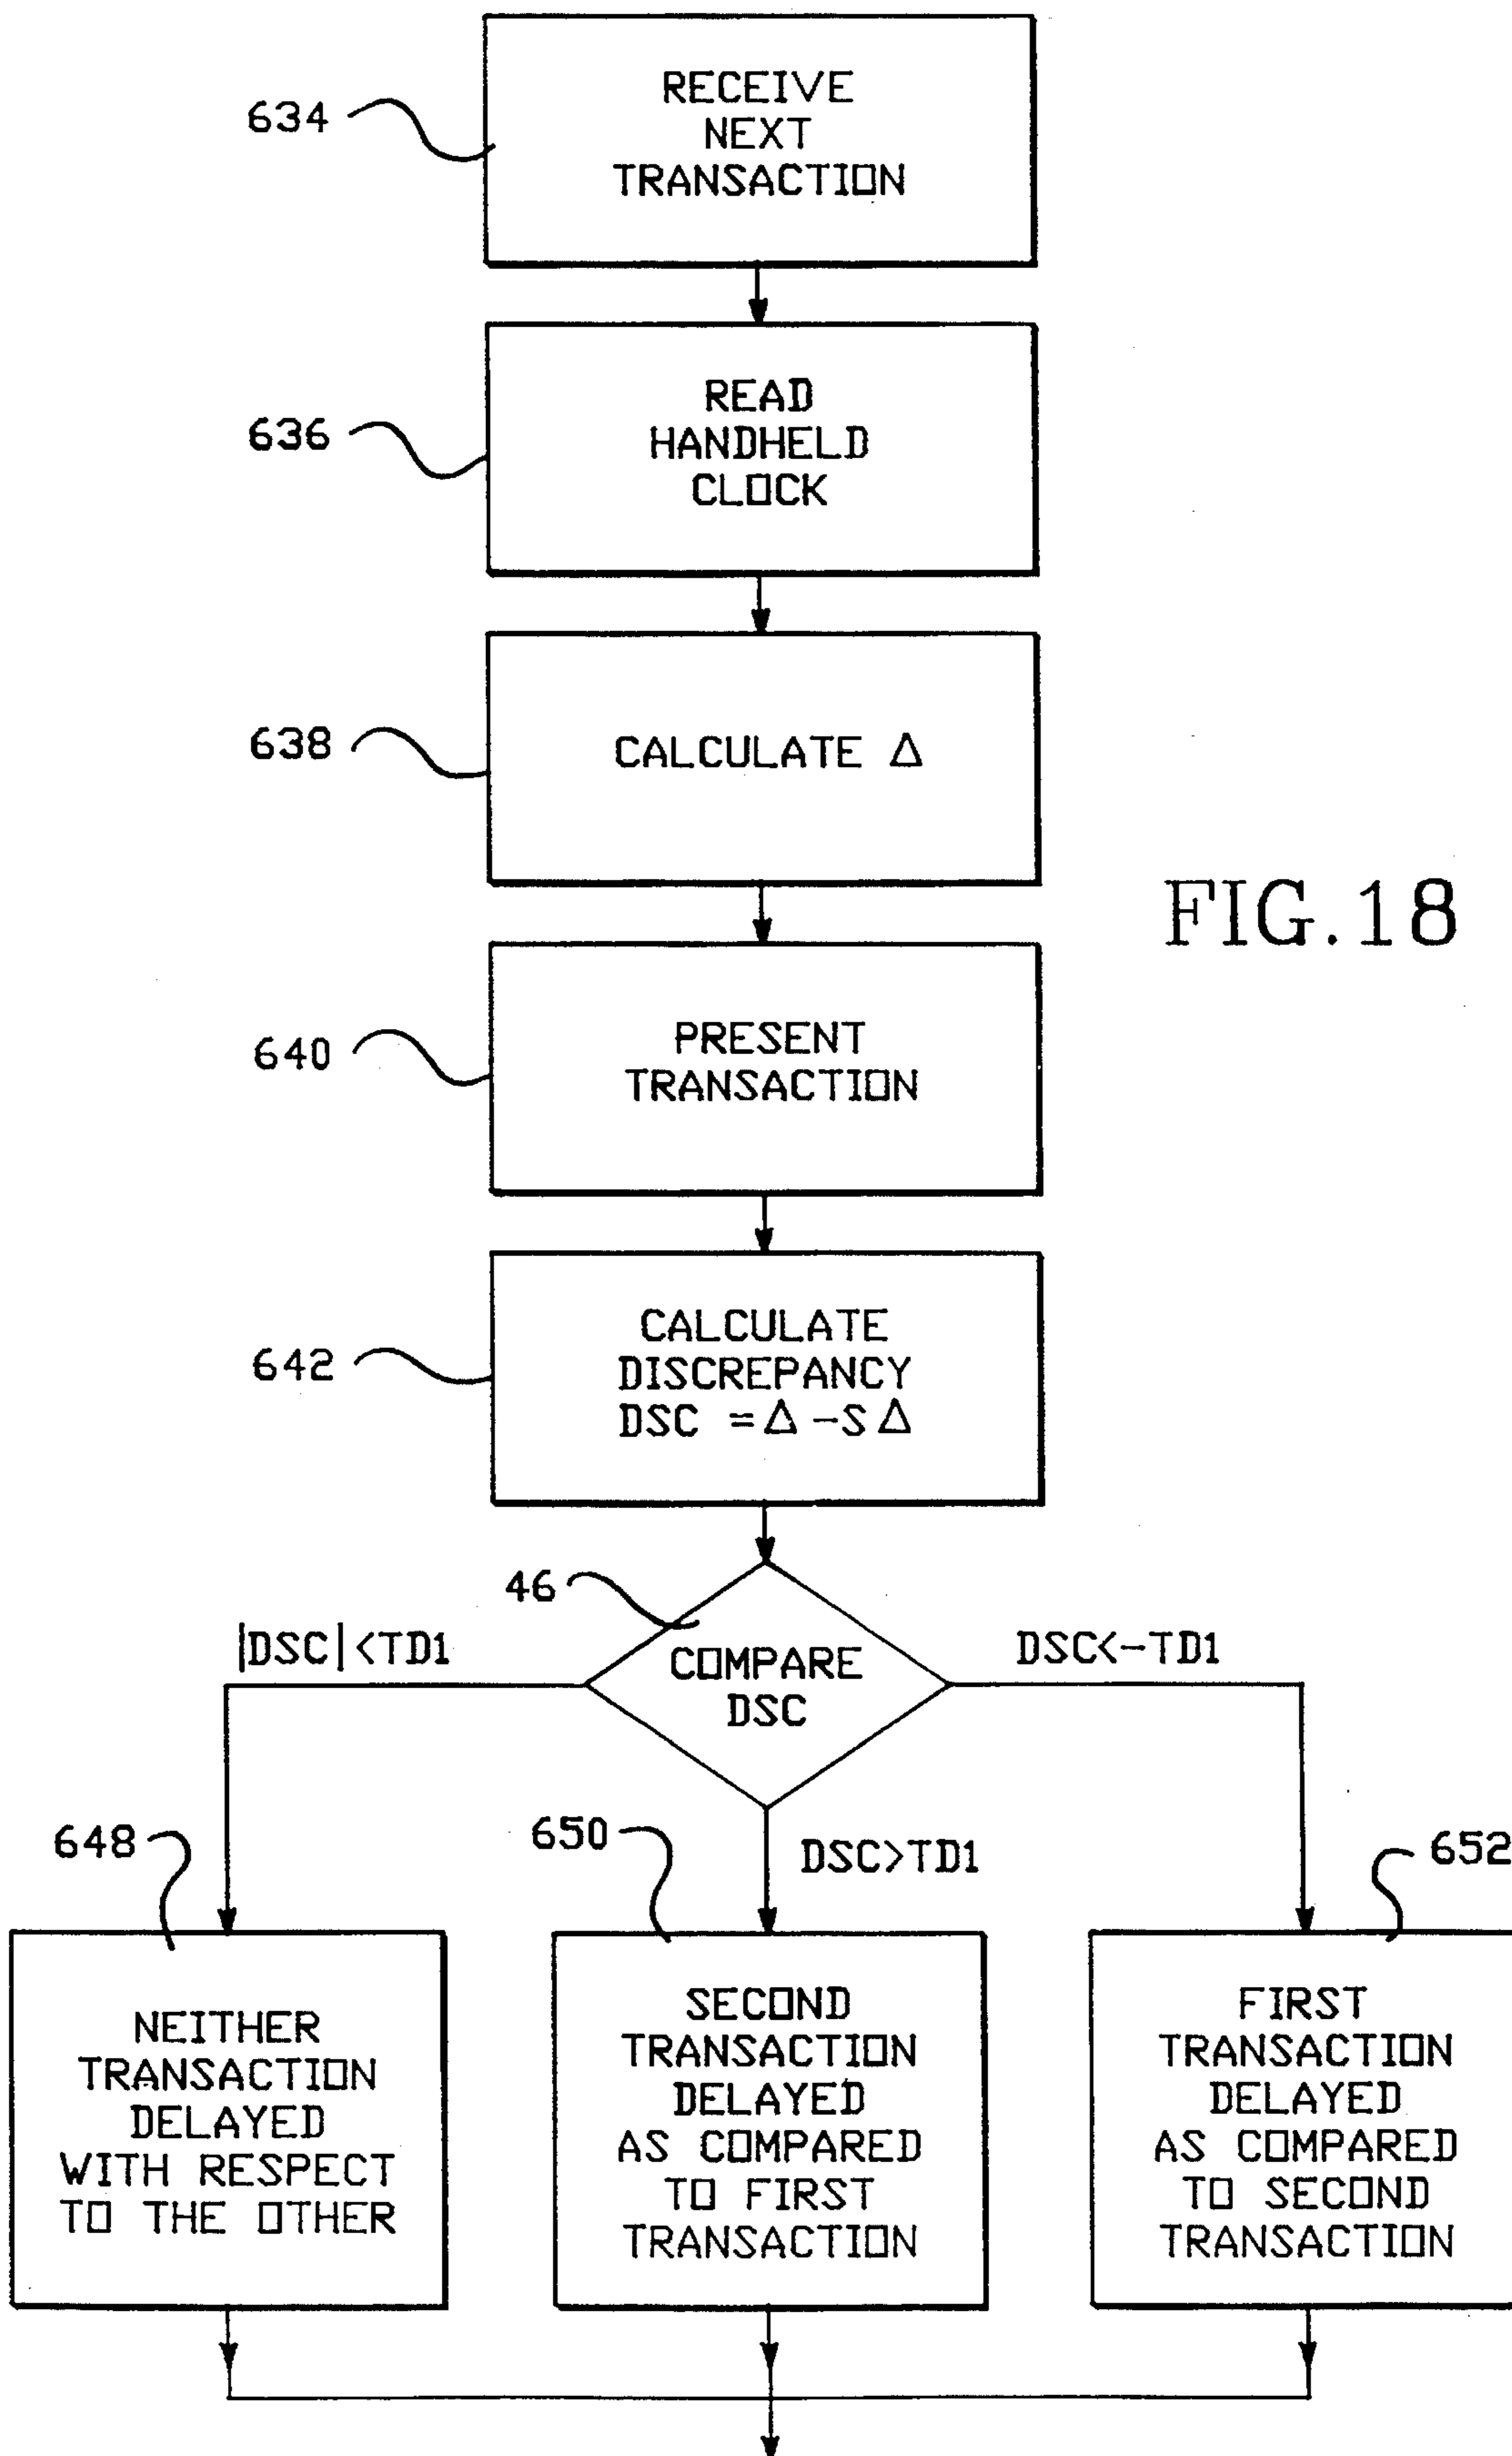 634
RECEIVE
NEXT
TRANSACTION
636
READ
HANDHELD
CLOCK
638
CALCULATE Δ
FIG.18
640
PRESENT
TRANSACTION
642
CALCULATE
DISCREPANCY
DSC =Δ-SΔ
46
COMPARE
DSC
|DSC|<TD1
DSC<-TD1
DSC>TD1
648
NEITHER
TRANSACTION
DELAYED
WITH RESPECT
TO THE OTHER
650
SECOND
TRANSACTION
DELAYED
AS COMPARED
TO FIRST
TRANSACTION
652
FIRST
TRANSACTION
DELAYED
AS COMPARED
TO SECOND
TRANSACTION